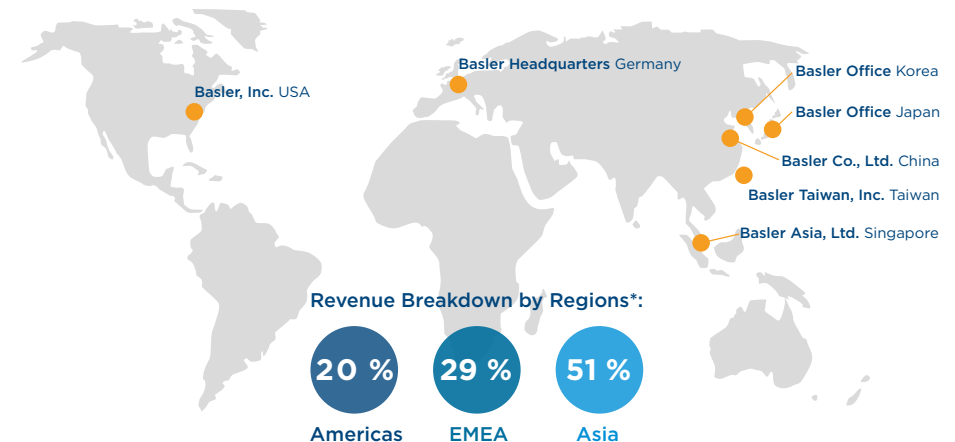 Basler Headquarters Germany
Basler, Inc. USA
Basler Office Korea
Basler Office Japan
Basler Co., Ltd. China
Basler Taiwan, Inc. Taiwan
Basler Asia, Ltd. Singapore
Revenue Breakdown by Regions*:
20 % 29 % 51 %
Americas EMEA Asia